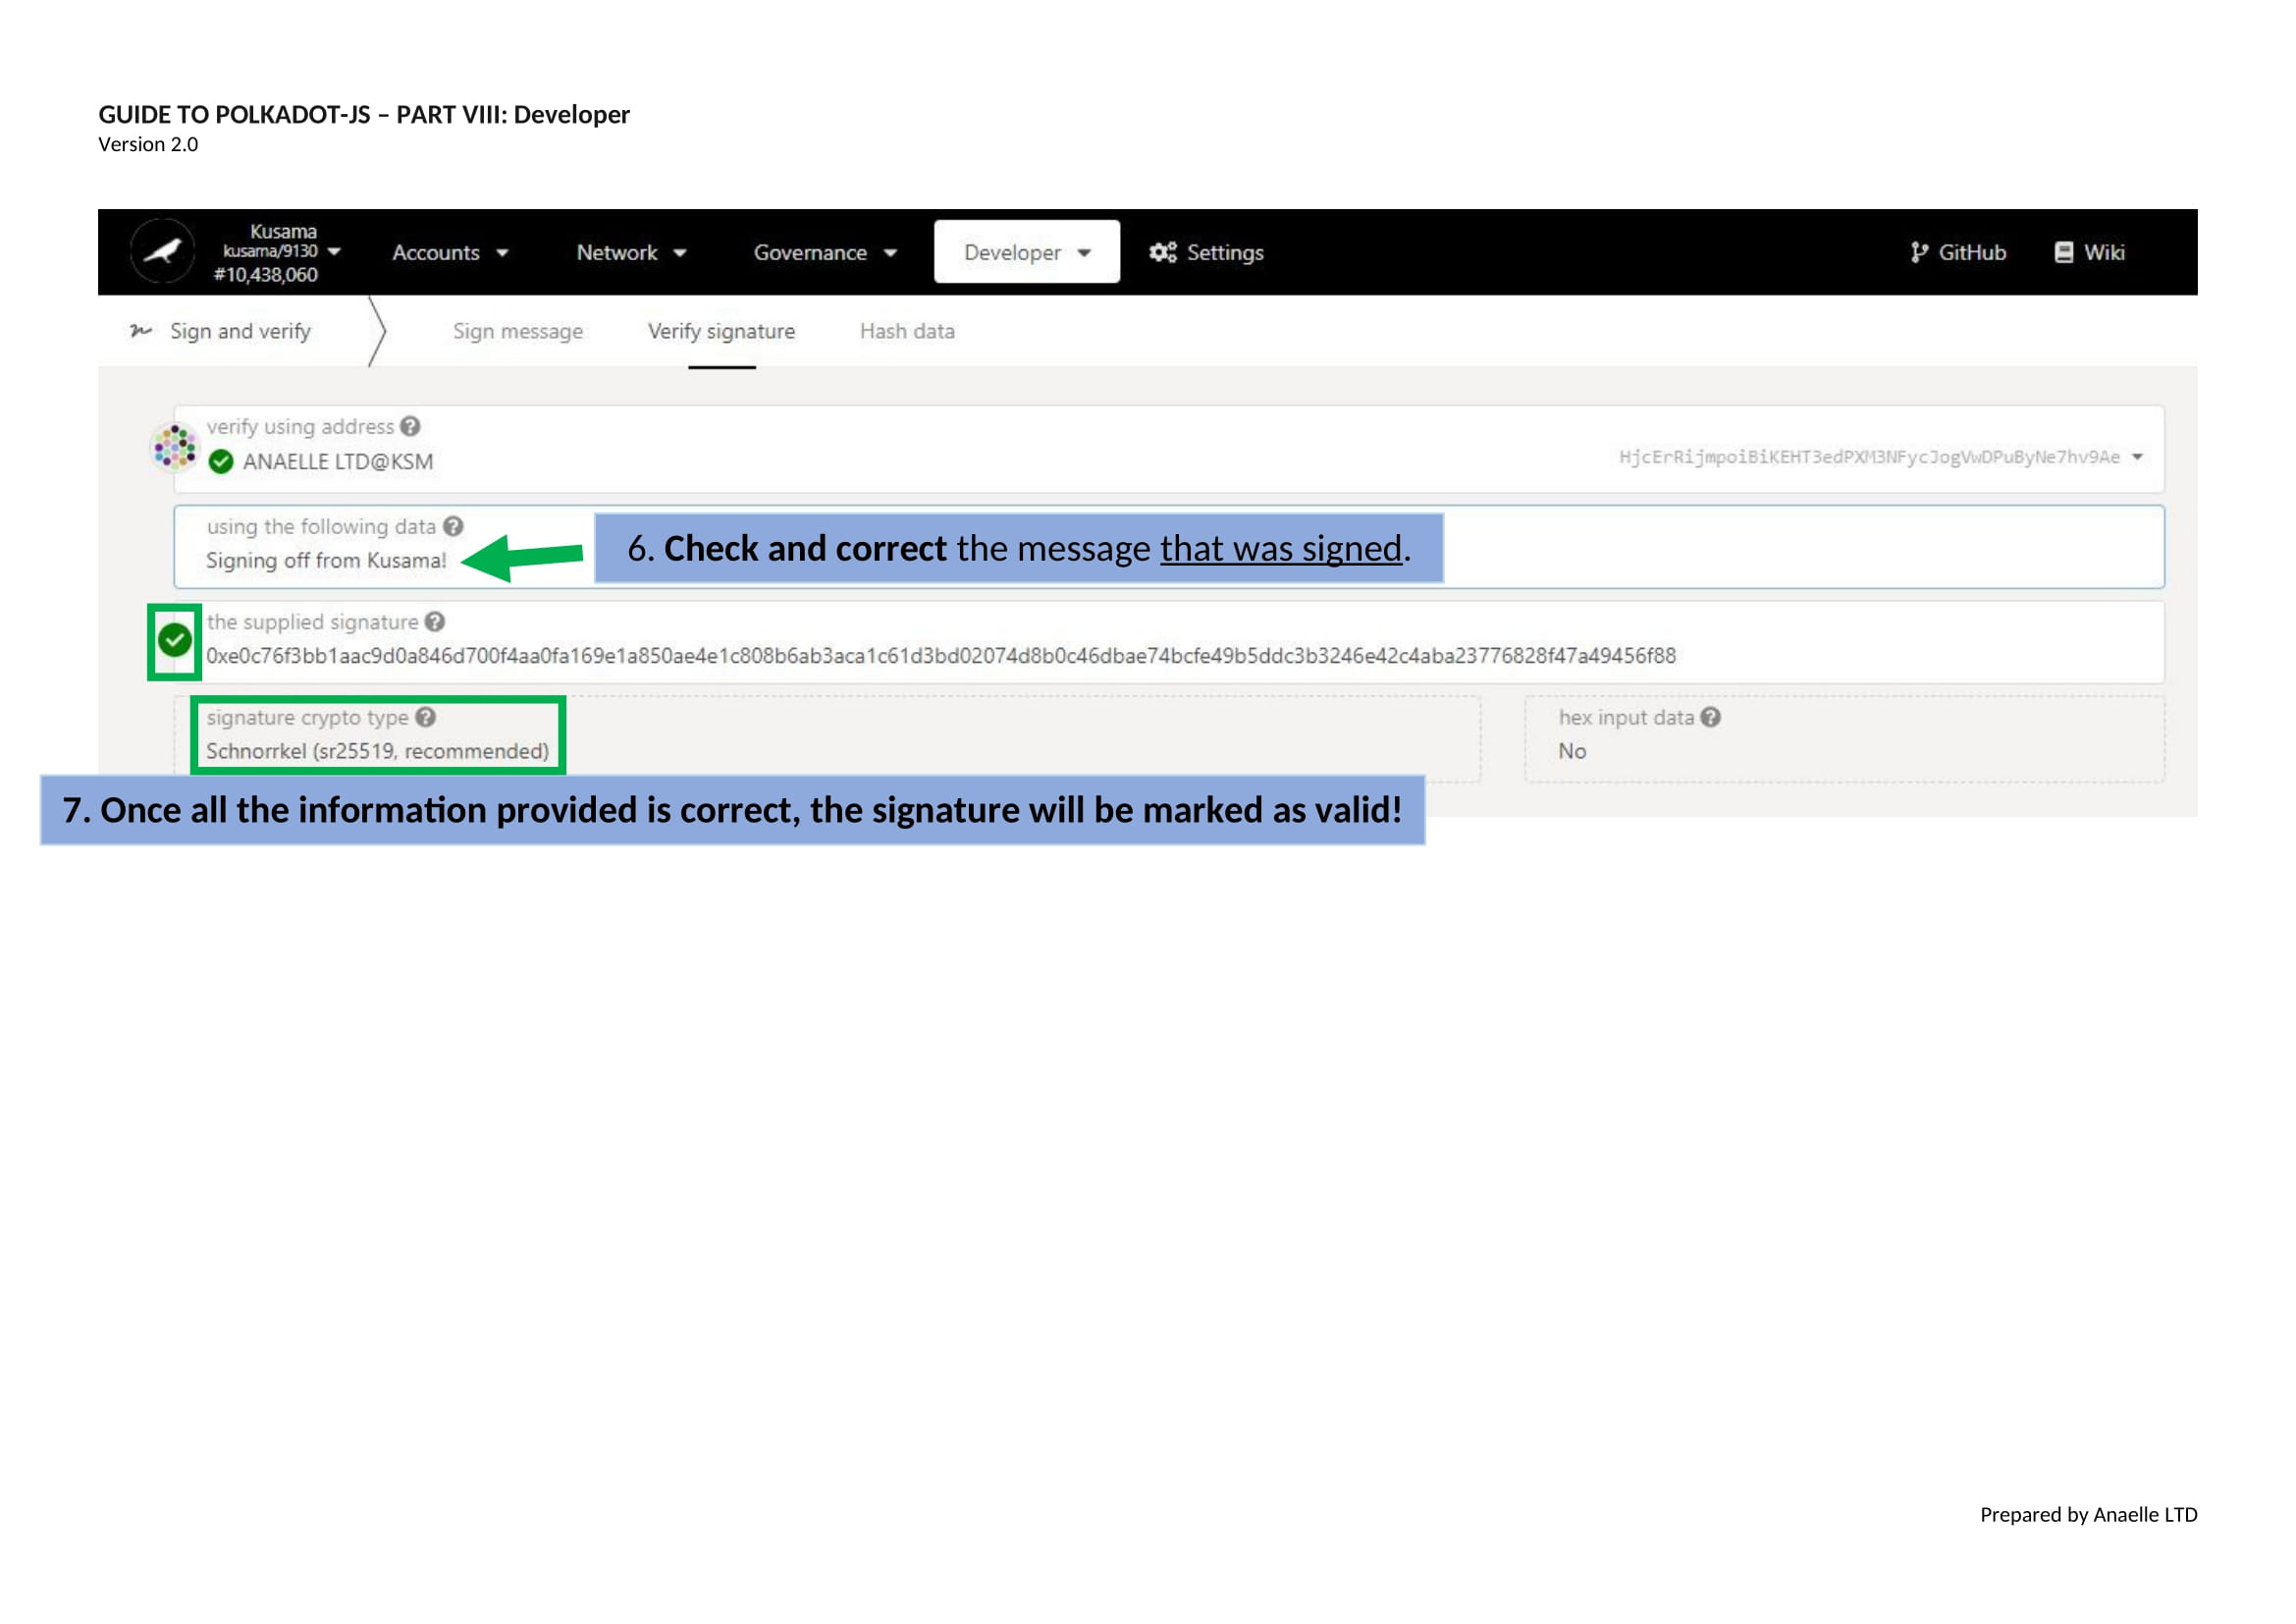 GUIDE TO POLKADOT-JS – PART VIII: Developer
Version 2.0
Kusama
kusama/9130
#10,438,060
Accounts
Network
Governance
Developer
Settings
GitHub
Wiki
Sign and verify
Sign message
Verify signature
Hash data
verify using address
ANAELLE LTD@KSM
HjcErRijmpoiBiKEHT3edPXM3NFycJogVwDPuByNe7hv9Ae
using the following data
Signing off from Kusama!
6. Check and correct the message that was signed.
the supplied signature
0xe0c76f3bb1aac9d0a846d700f4aa0fa169e1a850ae4e1c808b6ab3aca1c61d3bd02074d8b0c46dbae74bcfe49b5ddc3b3246e42c4aba23776828f47a49456f88
signature crypto type
Schnorrkel (sr25519, recommended)
hex input data
No
7. Once all the information provided is correct, the signature will be marked as valid!
Prepared by Anaelle LTD